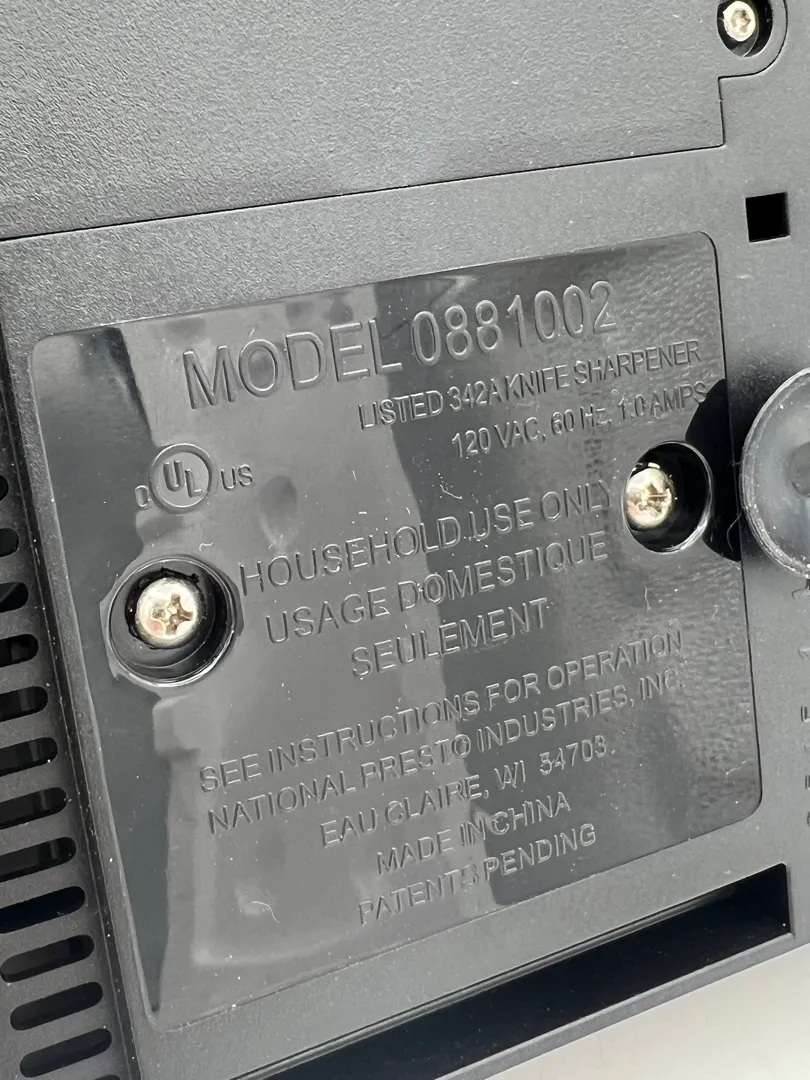 MODEL 0881002
LISTED 342A KNIFE SHARPENER
120 VAC, 60 Hz, 1.0 AMPS
C UL US
HOUSEHOLD USE ONLY
USAGE DOMESTIQUE
SEULEMENT
SEE INSTRUCTIONS FOR OPERATION
NATIONAL PRESTO INDUSTRIES, INC.
EAU CLAIRE, WI 54703
MADE IN CHINA
PATENTS PENDING